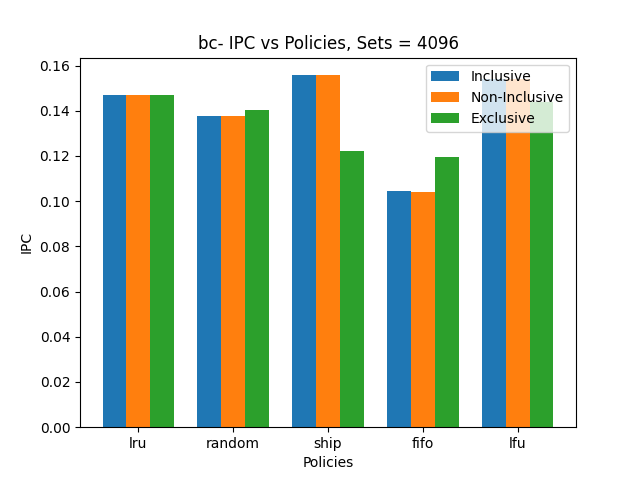 bc- IPC vs Policies, Sets = 4096
Inclusive
Non-Inclusive
Exclusive
IPC
0.16
0.14
0.12
0.10
0.08
0.06
0.04
0.02
0.00
lru random ship fifo lfu
Policies